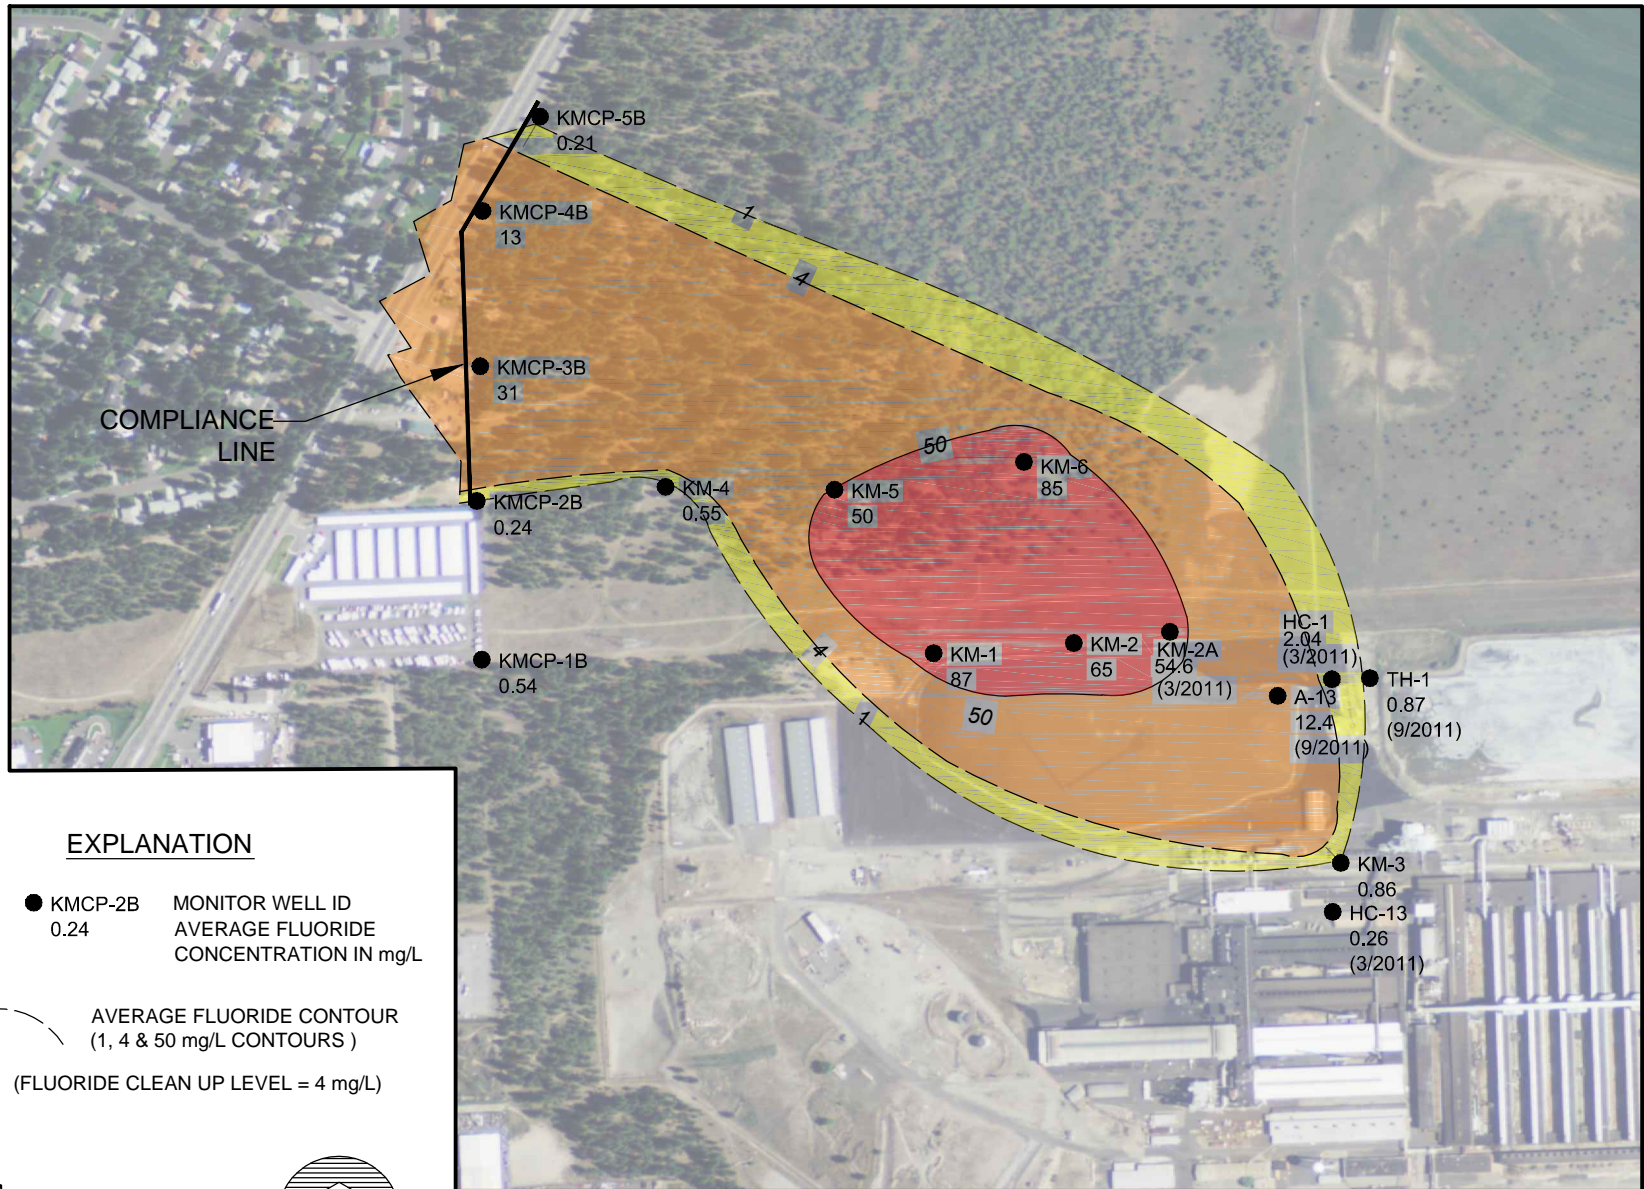 KMCP-5B
0.21
KMCP-4B
13
1
4
KMCP-3B
31
COMPLIANCE
LINE
50
KM-6
85
KM-5
50
KM-4
0.55
KMCP-2B
0.24
HC-1
2.04
(3/2011)
KM-2
65
KM-2A
54.6
(3/2011)
KM-1
87
4
KMCP-1B
0.54
TH-1
0.87
(9/2011)
A-13
12.4
(9/2011)
1
50
KM-3
0.86
HC-13
0.26
(3/2011)
EXPLANATION
KMCP-2B MONITOR WELL ID
0.24 AVERAGE FLUORIDE
CONCENTRATION IN mg/L
AVERAGE FLUORIDE CONTOUR
(1, 4 & 50 mg/L CONTOURS )
(FLUORIDE CLEAN UP LEVEL = 4 mg/L)